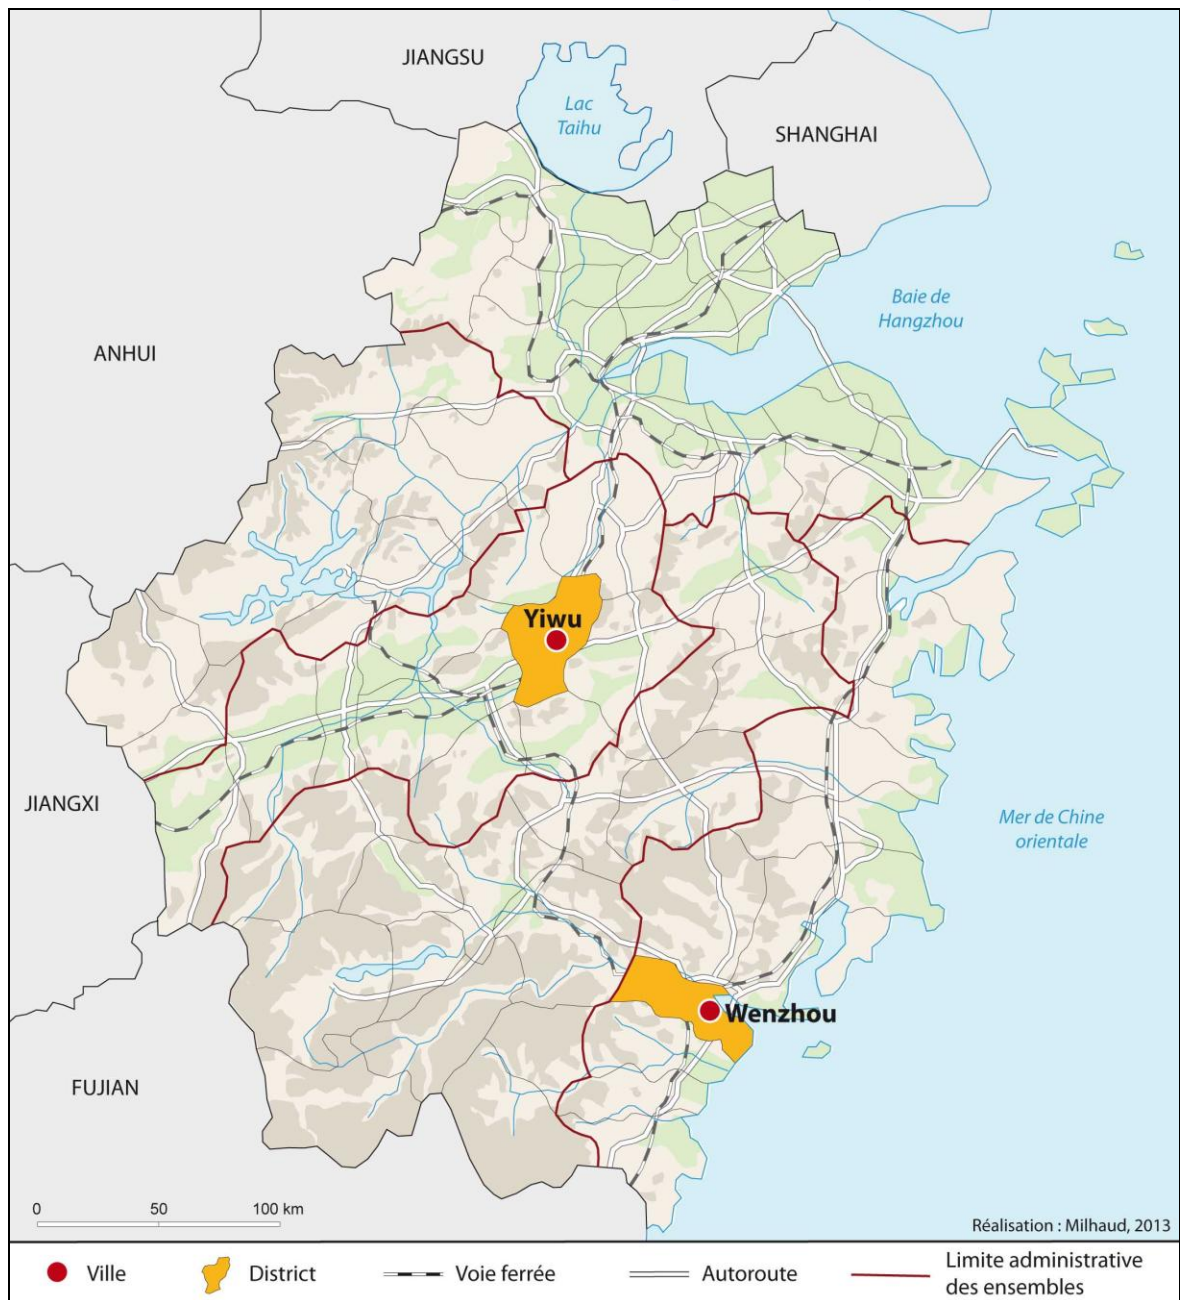 JIANGSU
Lac
Taihu
SHANGHAI
Baie de
Hangzhou
ANHUI
Yiwu
JIANGXI
Mer de Chine
orientale
Wenzhou
FUJIAN
0 50 100 km
Réalisation : Milhaud, 2013
Ville
District
Voie ferrée
Autoroute
Limite administrative
des ensembles